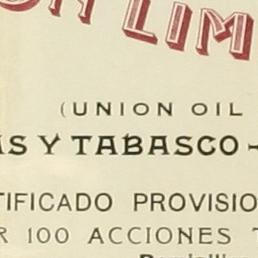 ON LIM
(UNION OIL
AS Y TABASCO -
TIFICADO PROVISIO
R 100 ACCIONES T